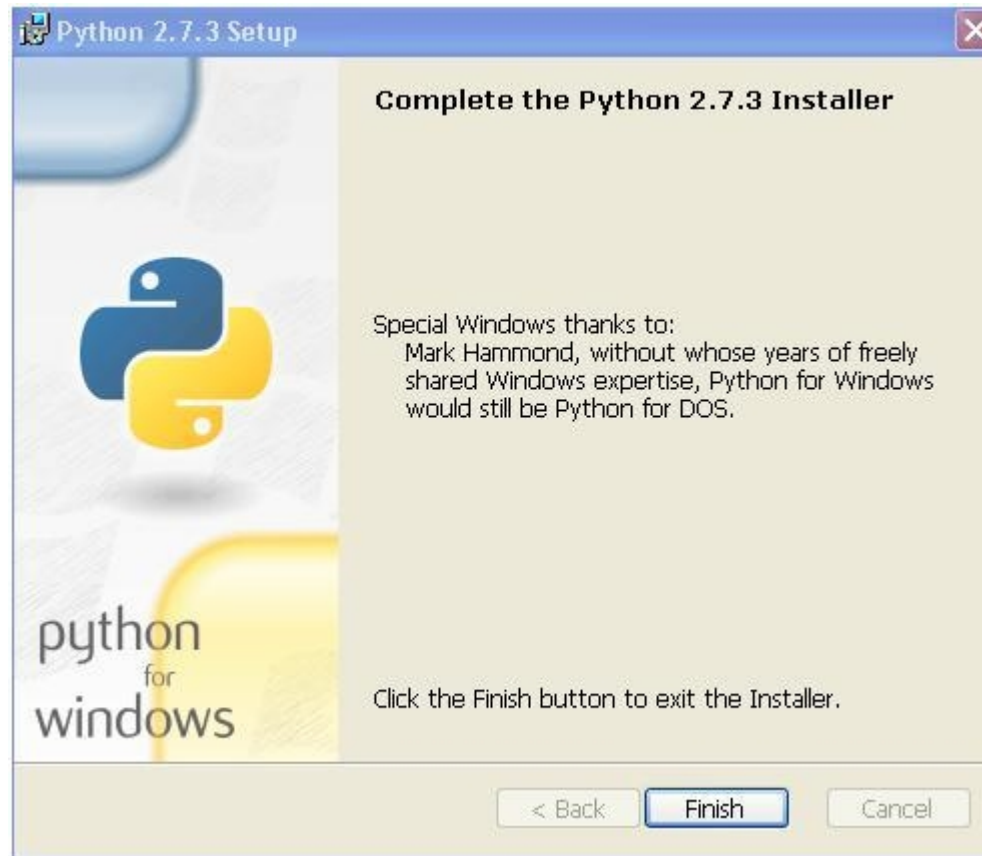 Python 2.7.3 Setup
Complete the Python 2.7.3 Installer
Special Windows thanks to:
Mark Hammond, without whose years of freely
shared Windows expertise, Python for Windows
would still be Python for DOS.
python
for
windows
Click the Finish button to exit the Installer.
< Back
Finish
Cancel